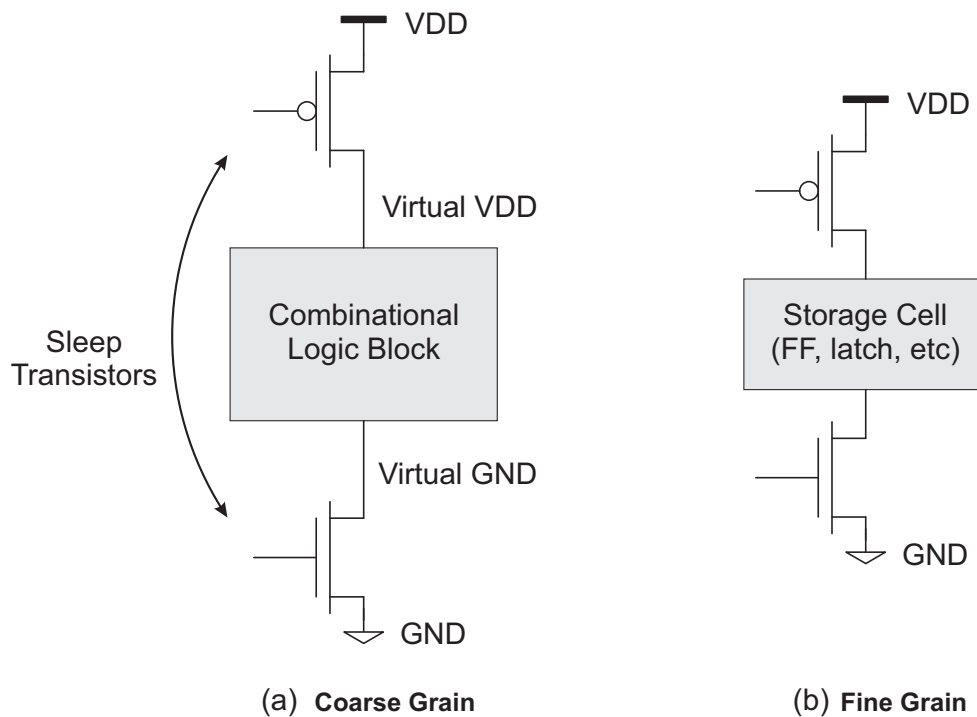 VDD
Virtual VDD
Combinational
Logic Block
Sleep
Transistors
Virtual GND
GND
(a) Coarse Grain
VDD
Storage Cell
(FF, latch, etc)
GND
(b) Fine Grain